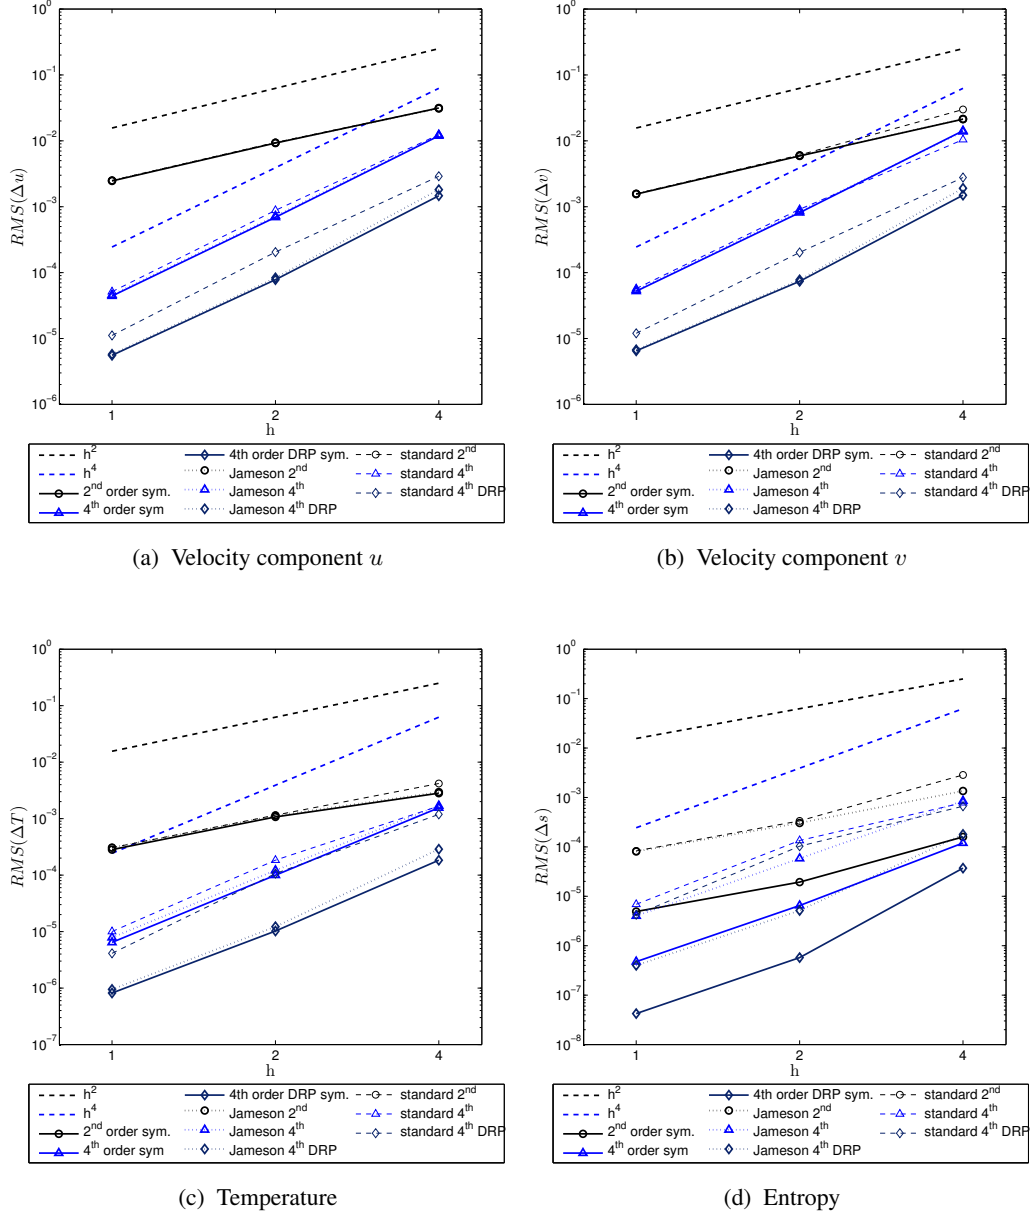 10^0
10^-1
10^-2
10^-3
10^-4
10^-5
10^-6
RMS(Δu)
1 2 4
h
h^2
h^4
2^nd order sym.
4^th order sym
4th order DRP sym.
Jameson 2^nd
Jameson 4^th
Jameson 4^th DRP
standard 2^nd
standard 4^th
standard 4^th DRP
(a) Velocity component u
10^0
10^-1
10^-2
10^-3
10^-4
10^-5
10^-6
RMS(Δv)
1 2 4
h
h^2
h^4
2^nd order sym.
4^th order sym
4th order DRP sym.
Jameson 2^nd
Jameson 4^th
Jameson 4^th DRP
standard 2^nd
standard 4^th
standard 4^th DRP
(b) Velocity component v
10^0
10^-1
10^-2
10^-3
10^-4
10^-5
10^-6
10^-7
RMS(ΔT)
1 2 4
h
h^2
h^4
2^nd order sym.
4^th order sym
4th order DRP sym.
Jameson 2^nd
Jameson 4^th
Jameson 4^th DRP
standard 2^nd
standard 4^th
standard 4^th DRP
(c) Temperature
10^0
10^-1
10^-2
10^-3
10^-4
10^-5
10^-6
10^-7
10^-8
RMS(Δs)
1 2 4
h
h^2
h^4
2^nd order sym.
4^th order sym
4th order DRP sym.
Jameson 2^nd
Jameson 4^th
Jameson 4^th DRP
standard 2^nd
standard 4^th
standard 4^th DRP
(d) Entropy